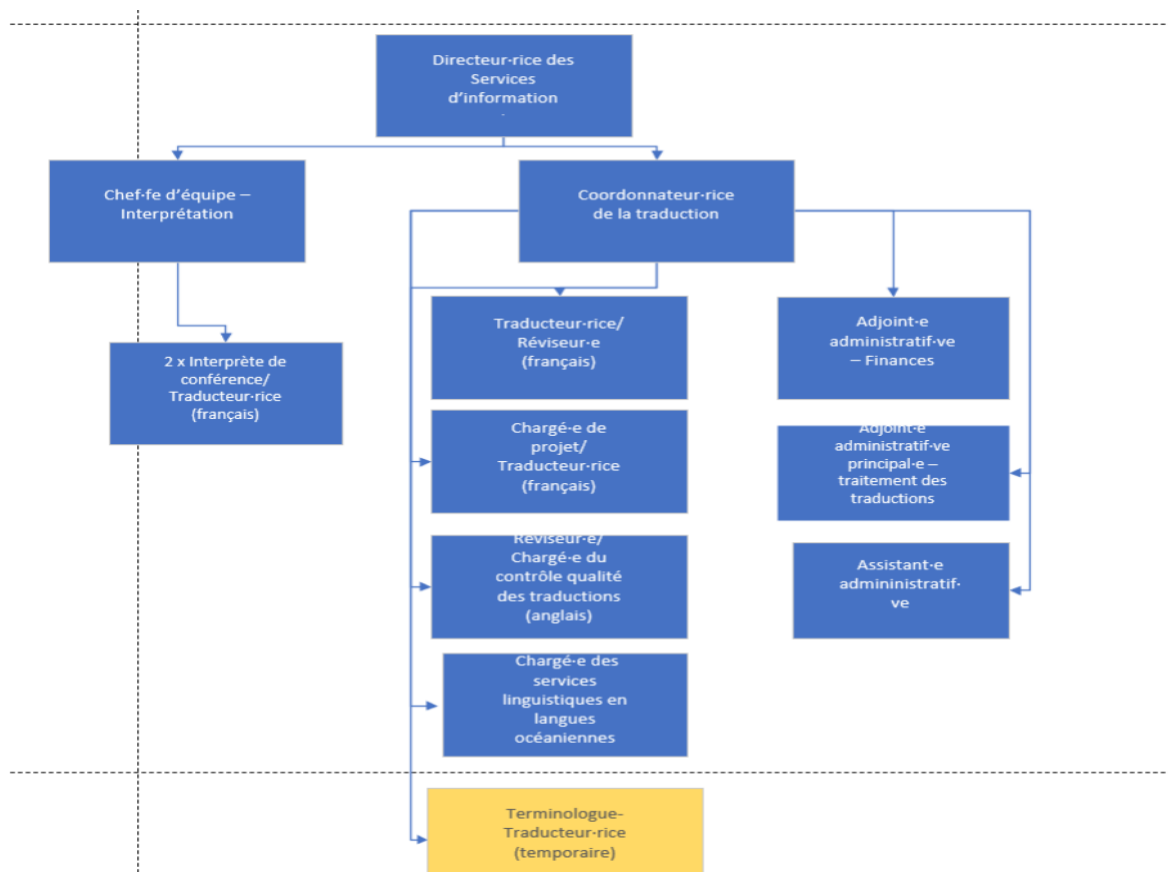 Directeur·rice des
Services
d'information
Chef·fe d'équipe –
Interprétation
Coordonnateur·rice
de la traduction
2 x Interprète de
conférence/
Traducteur·rice
(français)
Traducteur·rice/
Réviseur·e
(français)
Chargé·e de
projet/
Traducteur·rice
(français)
Réviseur·e/
Chargé·e du
contrôle qualité
des traductions
(anglais)
Chargé·e des
services
linguistiques en
langues
océaniennes
Adjoint·e
administratif·ve
– Finances
Adjoint·e
administratif·ve
principal·e –
traitement des
traductions
Assistant·e
admininistratif·
ve
Terminologue-
Traducteur·rice
(temporaire)